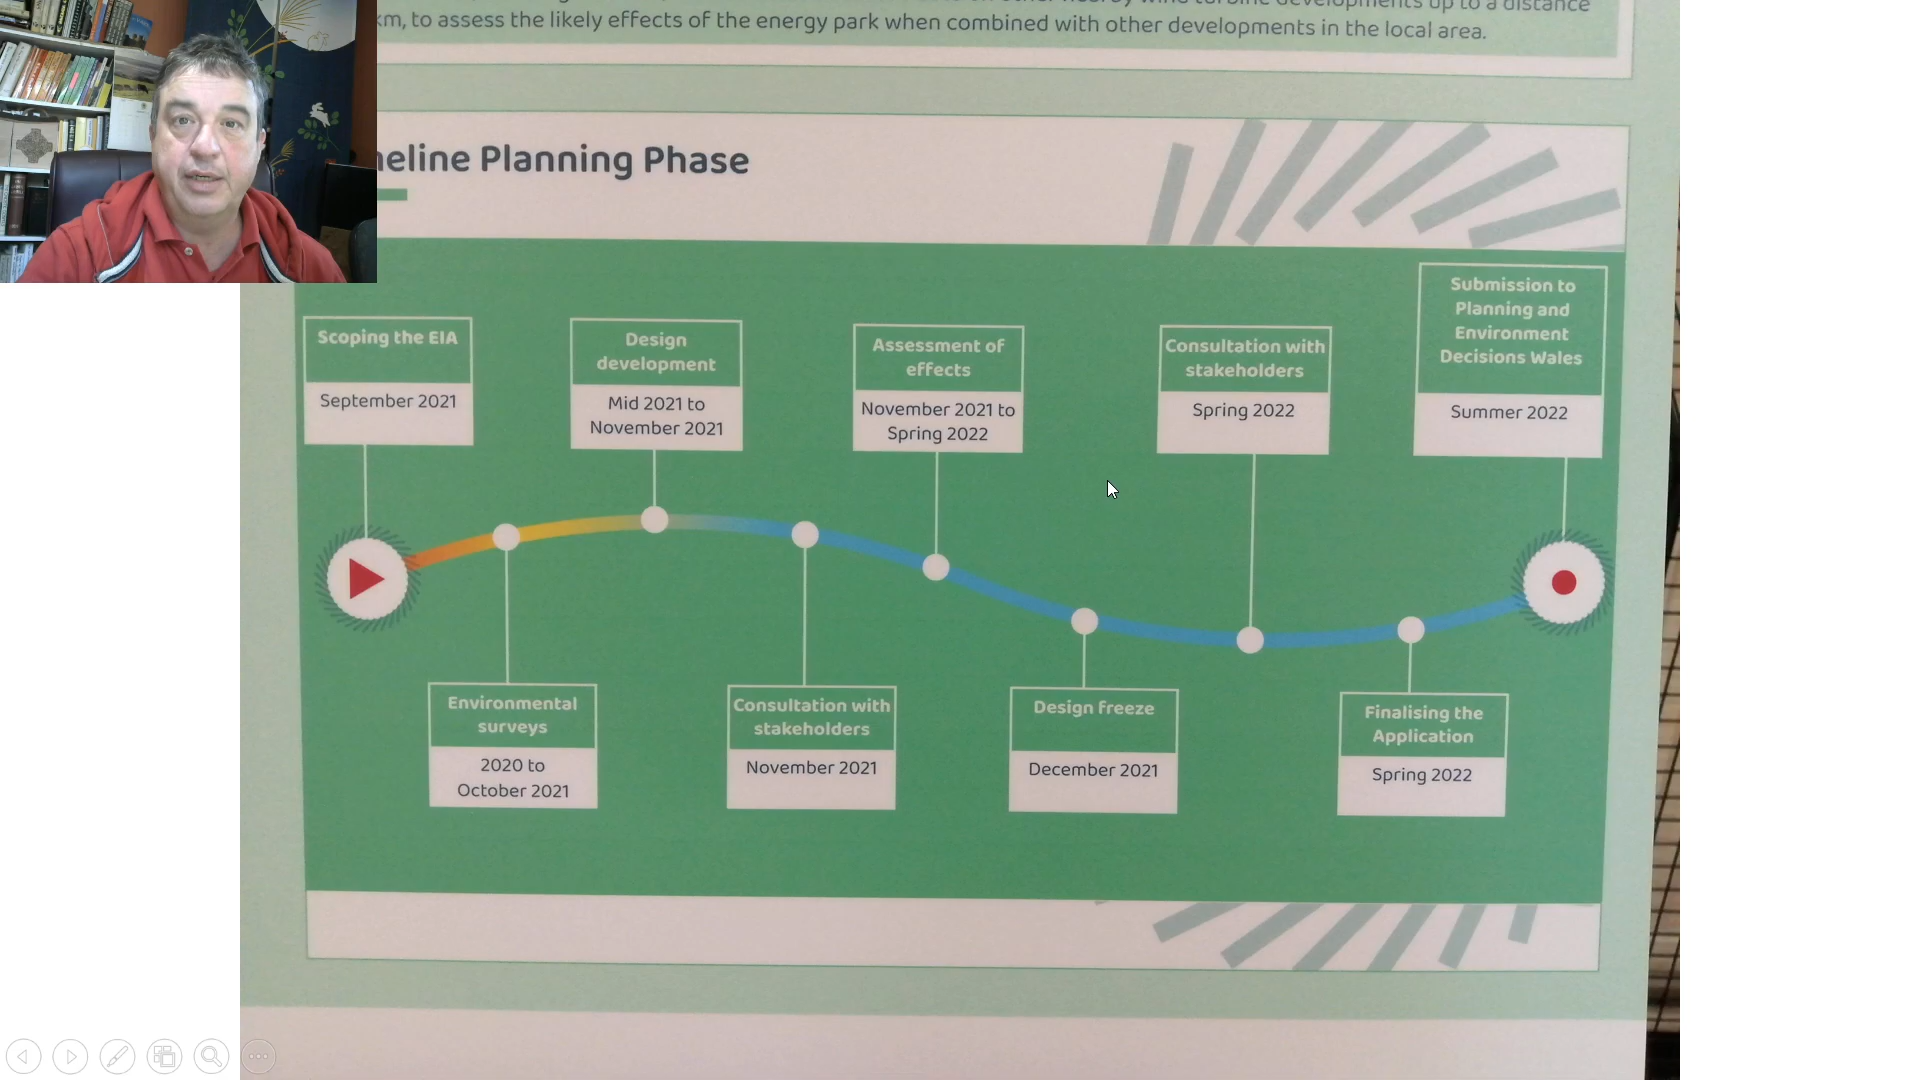 km, to assess the likely effects of the energy park when combined with other developments in the local area.
Planning Phase
Scoping the EIA
September 2021
Design
development
Mid 2021 to
November 2021
Assessment of
effects
November 2021 to
Spring 2022
Consultation with
stakeholders
Spring 2022
Submission to
Planning and
Environment
Decisions Wales
Summer 2022
Environmental
surveys
2020 to
October 2021
Consultation with
stakeholders
November 2021
Design freeze
December 2021
Finalising the
Application
Spring 2022